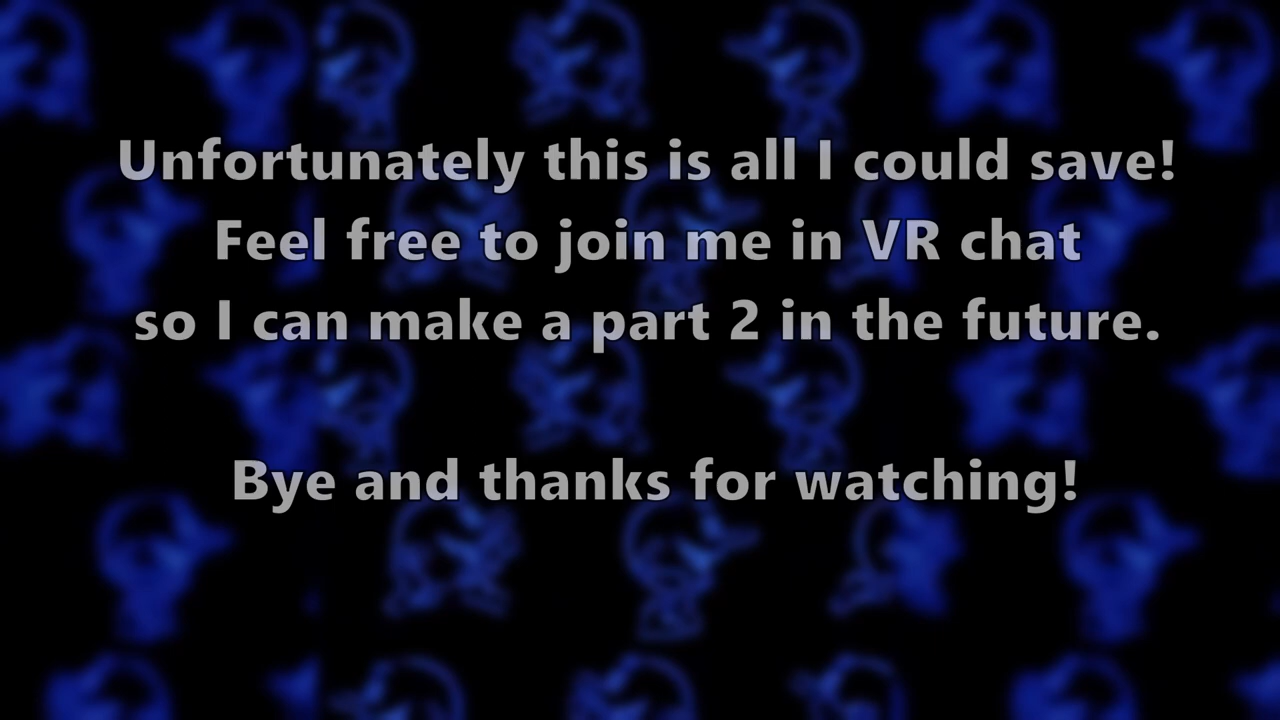 Unfortunately this is all I could save!
Feel free to join me in VR chat
so I can make a part 2 in the future.
Bye and thanks for watching!